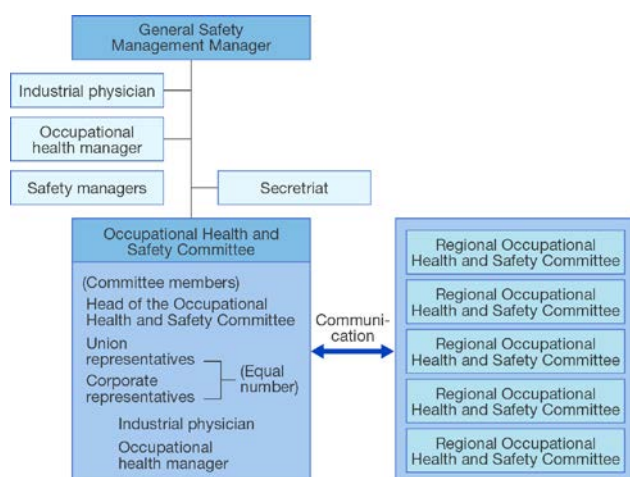 General Safety
Management Manager
Industrial physician
Occupational
health manager
Safety managers
Secretriat
Occupational Health and
Safety Committee
(Committee members)
Head of the Occupational
Health and Safety Committee
Union
representatives
Corporate
representatives
(Equal
number)
Industrial physician
Occupational
health manager
Communi-
cation
Regional Occupational
Health and Safety Committee
Regional Occupational
Health and Safety Committee
Regional Occupational
Health and Safety Committee
Regional Occupational
Health and Safety Committee
Regional Occupational
Health and Safety Committee